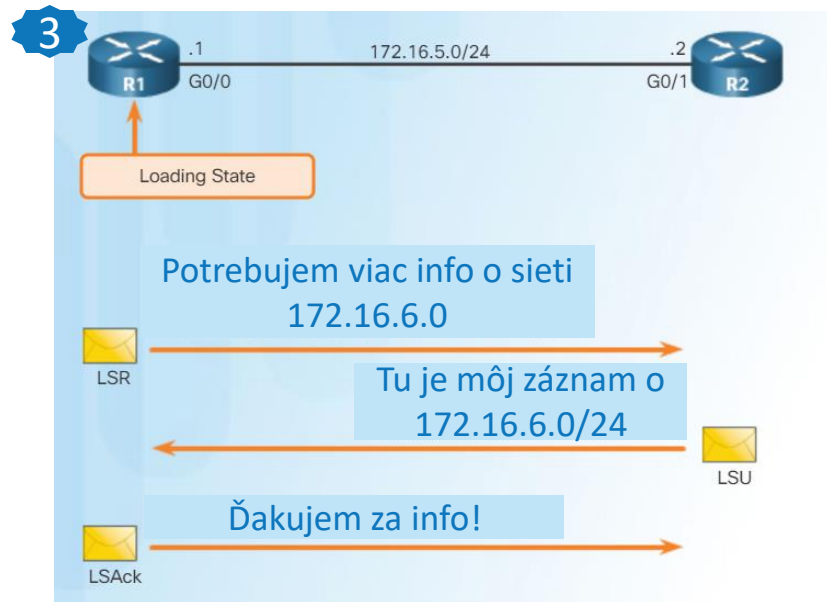 3
.1
172.16.5.0/24
.2
R1
G0/0
G0/1
R2
Loading State
Potrebujem viac info o sieti
172.16.6.0
LSR
Tu je môj záznam o
172.16.6.0/24
LSU
Ďakujem za info!
LSAck